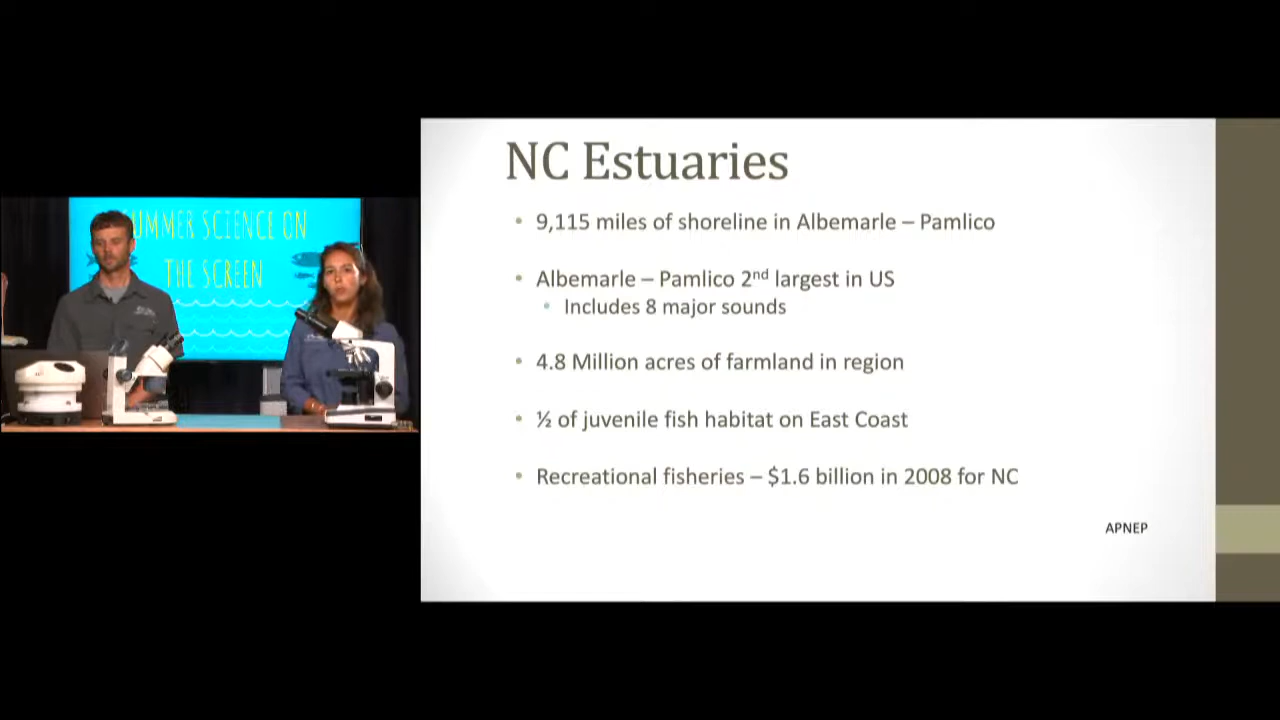 SUMMER SCIENCE ON
THE SCREEN
NC Estuaries
• 9,115 miles of shoreline in Albemarle – Pamlico
• Albemarle – Pamlico 2nd largest in US
• Includes 8 major sounds
• 4.8 Million acres of farmland in region
• ½ of juvenile fish habitat on East Coast
• Recreational fisheries – $1.6 billion in 2008 for NC
APNEP